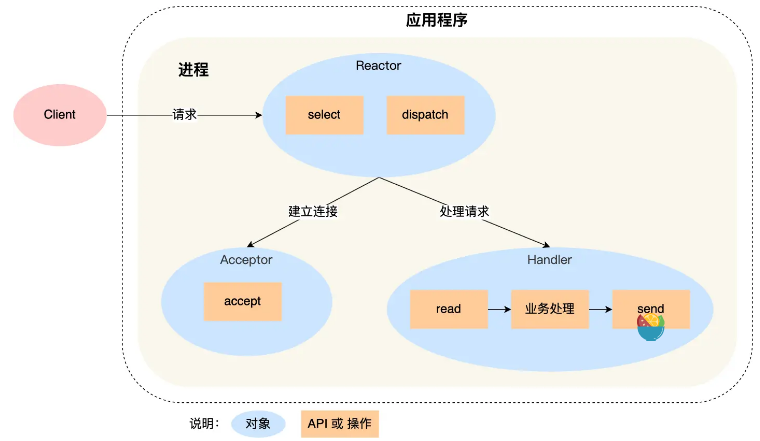 应用程序
进程
Reactor
Client
请求
select
dispatch
建立连接
处理请求
Acceptor
Handler
accept
read
业务处理
send
说明：
对象
API 或 操作